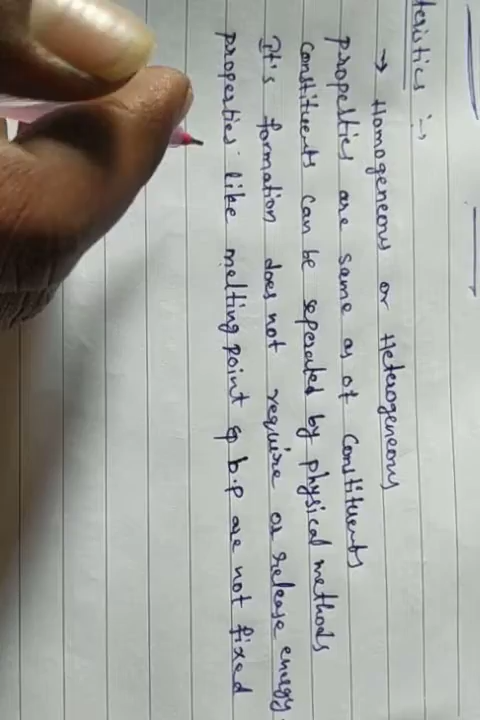 teristics :->
→ Homogeneous or Heterogeneous
properties are same as of Constituents
Constituents can be seperated by physical methods
It's formation does not require or release energy.
properties like melting point & b.p are not fixed